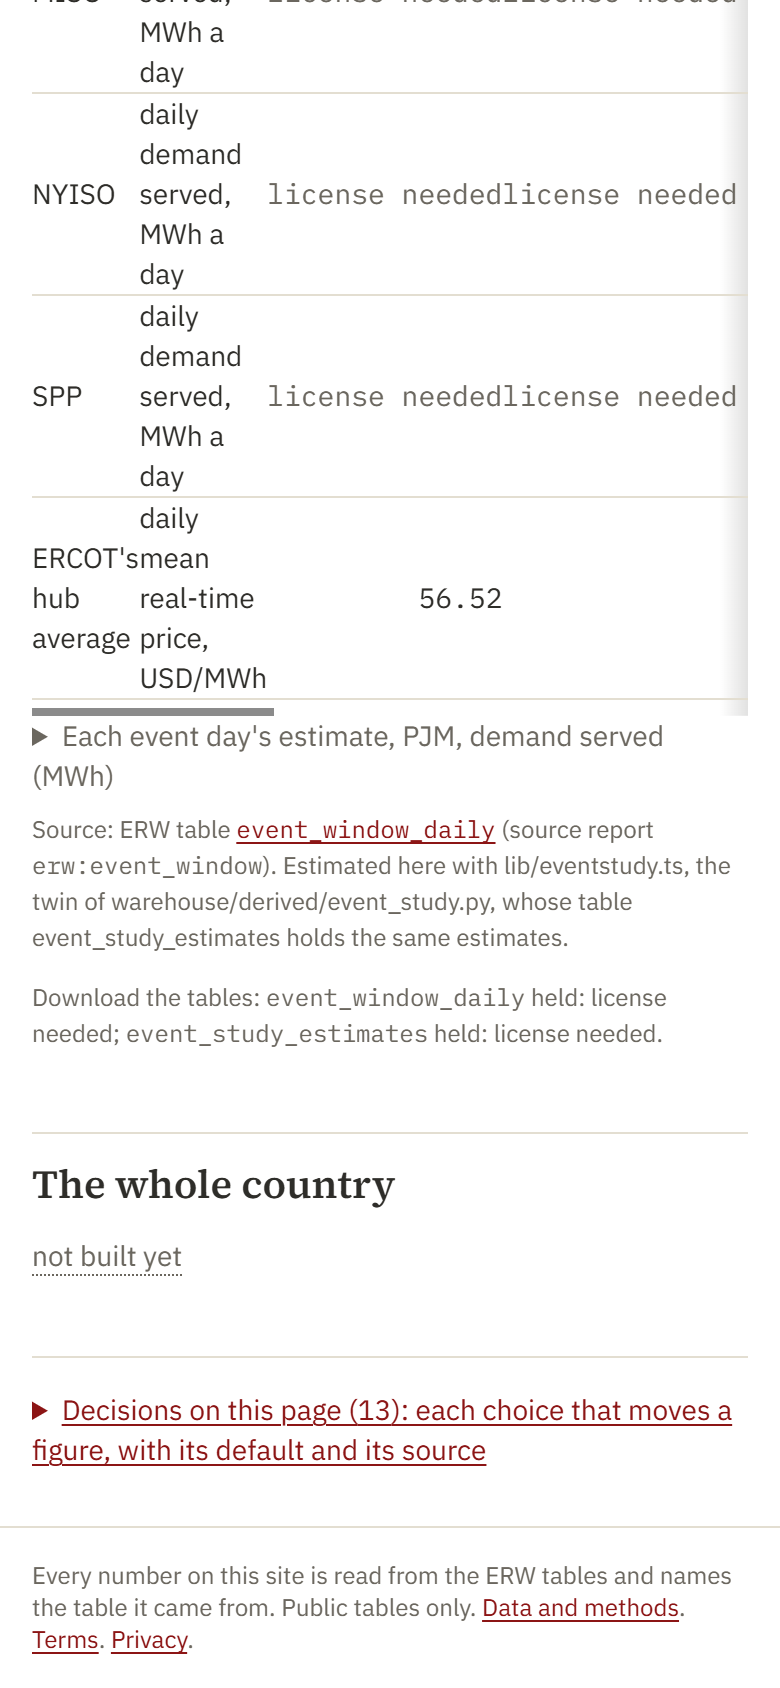 MWh a
day
daily
demand
NYISO served, license neededlicense needed
MWh a
day
daily
demand
SPP served, license neededlicense needed
MWh a
day
daily
ERCOT'smean
hub real-time 56.52
average price,
USD/MWh
▶ Each event day's estimate, PJM, demand served
(MWh)
Source: ERW table event_window_daily (source report
erw:event_window). Estimated here with lib/eventstudy.ts, the
twin of warehouse/derived/event_study.py, whose table
event_study_estimates holds the same estimates.
Download the tables: event_window_daily held: license
needed; event_study_estimates held: license needed.
The whole country
not built yet
▶ Decisions on this page (13): each choice that moves a
figure, with its default and its source
Every number on this site is read from the ERW tables and names
the table it came from. Public tables only. Data and methods.
Terms. Privacy.